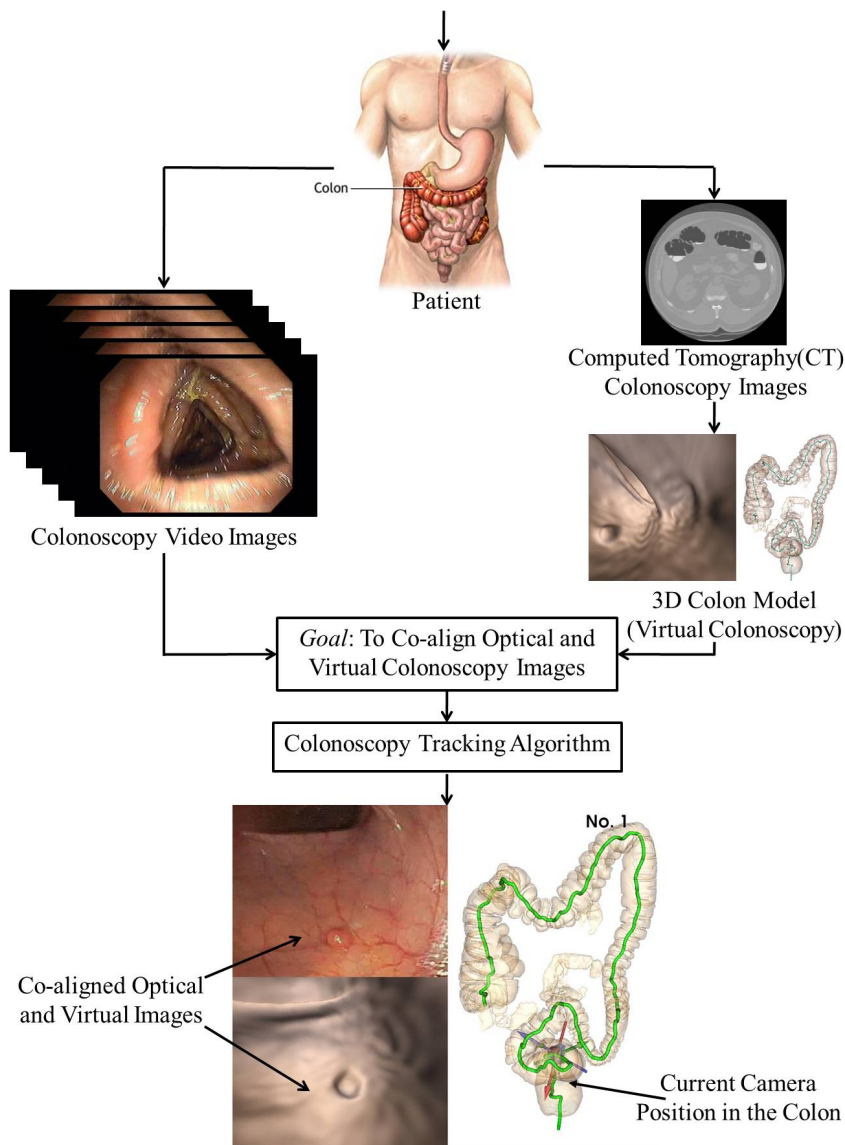 Colon
Patient
Computed Tomography(CT)
Colonoscopy Images
Colonoscopy Video Images
3D Colon Model
(Virtual Colonoscopy)
Goal: To Co-align Optical and
Virtual Colonoscopy Images
Colonoscopy Tracking Algorithm
No. 1
Co-aligned Optical
and Virtual Images
Current Camera
Position in the Colon